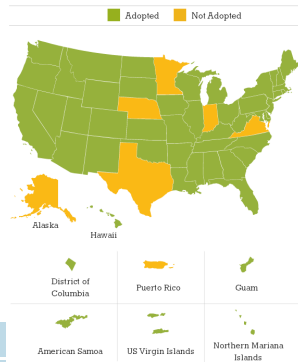 Adopted Not Adopted
Alaska
Hawaii
District of
Columbia
Puerto Rico
Guam
American Samoa
US Virgin Islands
Northern Mariana
Islands